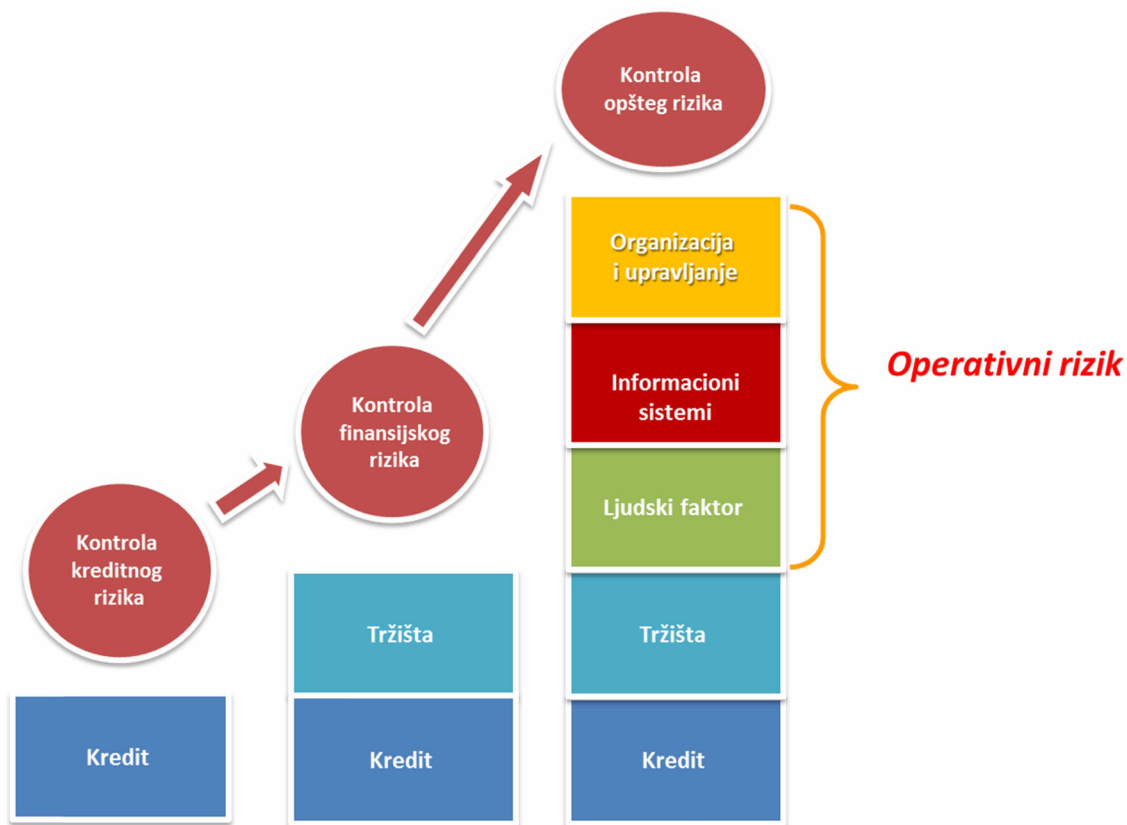 Kontrola
opšteg rizika
Organizacija
i upravljanje
Operativni rizik
Informacioni
sistemi
Kontrola
finansijskog
rizika
Ljudski faktor
Kontrola
kreditnog
rizika
Tržišta
Tržišta
Kredit
Kredit
Kredit